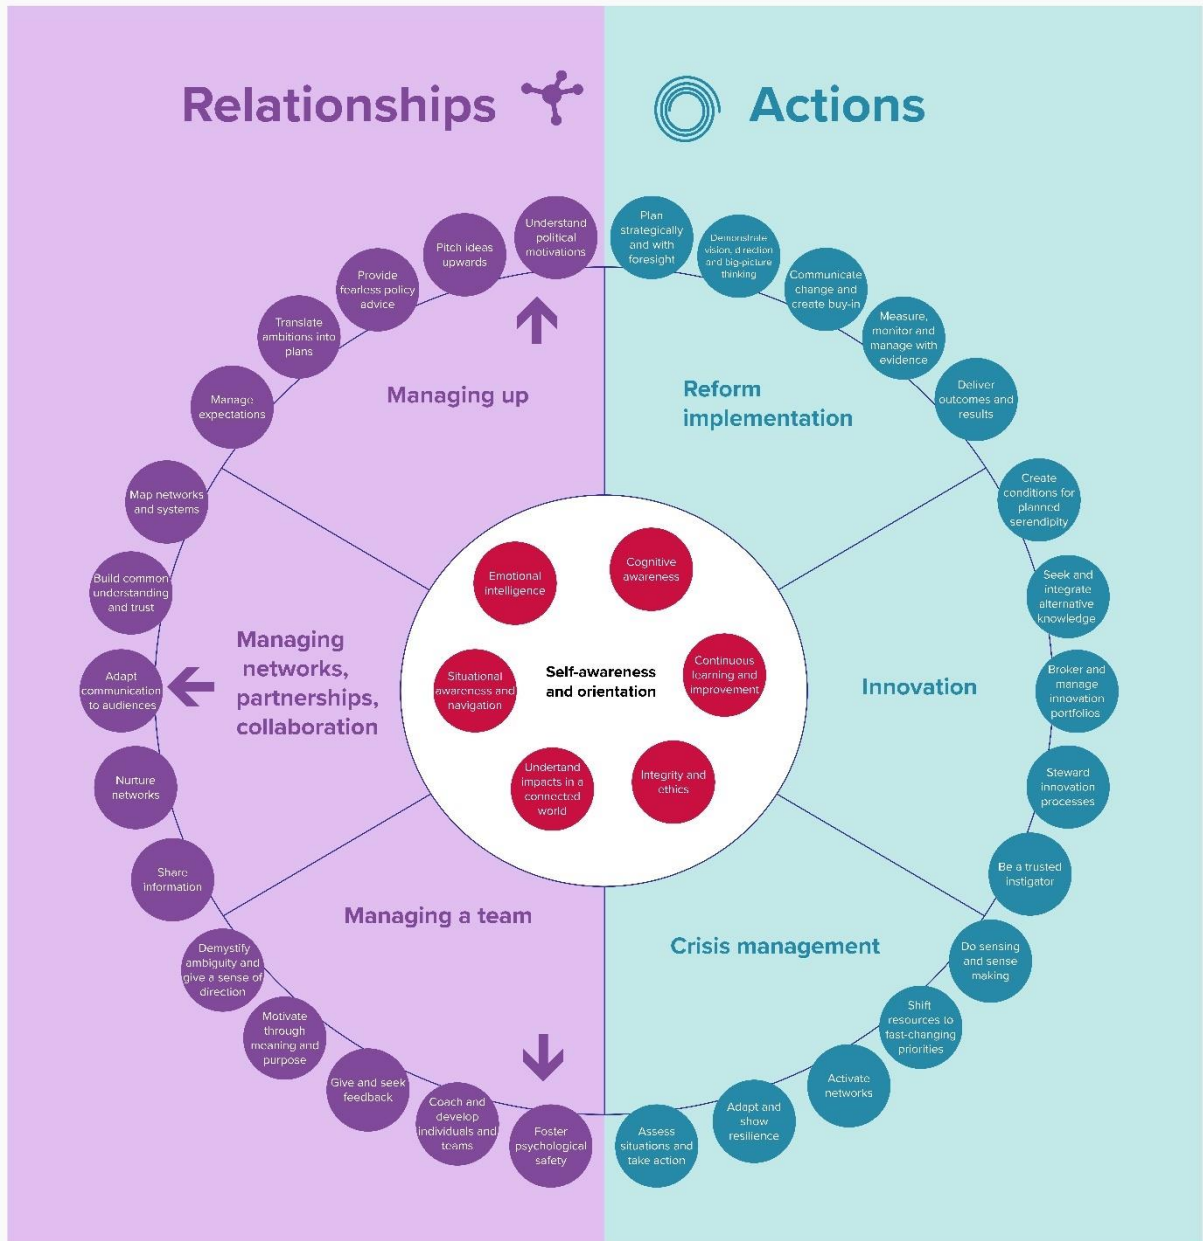 Relationships
Actions
Understand
political
motivations
Pitch ideas
upwards
Provide
fearless policy
advice
Translate
ambitions into
plans
Manage
expectations
Managing up
Map networks
and systems
Build common
understanding
and trust
Adapt
communication
to audiences
Nurture
networks
Share
information
Managing
networks,
partnerships,
collaboration
Demystify
ambiguity and
give a sense of
direction
Motivate
through
meaning and
purpose
Give and seek
feedback
Coach and
develop
individuals and
teams
Foster
psychological
safety
Managing a team
Emotional
intelligence
Cognitive
awareness
Situational
awareness and
navigation
Self-awareness
and orientation
Continuous
learning and
improvement
Undertand
impacts in a
connected
world
Integrity and
ethics
Plan
strategically
and with
foresight
Demonstrate
vision, direction
and big-picture
thinking
Communicate
change and
create buy-in
Measure,
monitor and
manage with
evidence
Deliver
outcomes and
results
Reform
implementation
Create
conditions for
planned
serendipity
Seek and
integrate
alternative
knowledge
Broker and
manage
innovation
portfolios
Steward
innovation
processes
Be a trusted
instigator
Innovation
Do sensing
and sense
making
Shift
resources to
fast-changing
priorities
Activate
networks
Adapt and
show
resilience
Assess
situations and
take action
Crisis management